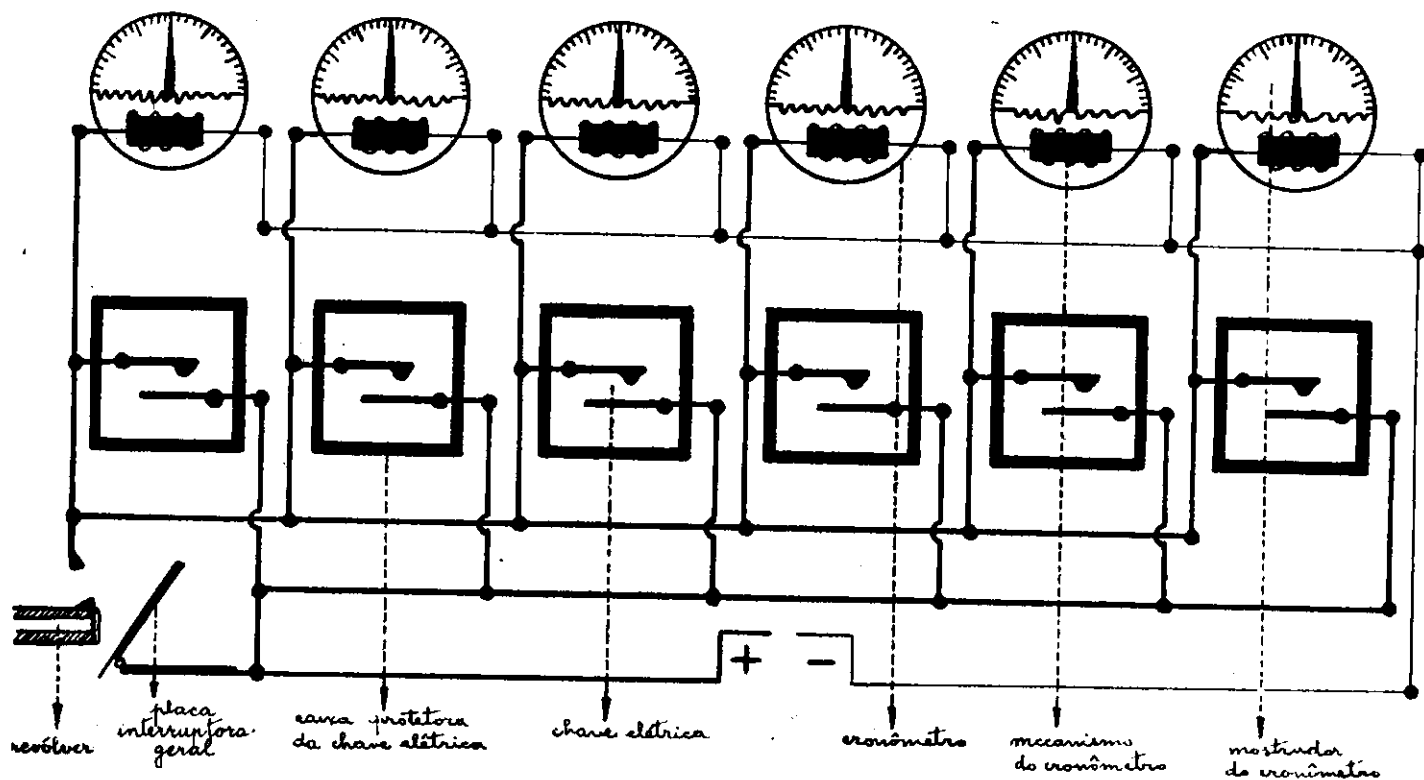 + -
revólver
placa
interruptora
geral
caixa protetora
da chave elétrica
chave elétrica
cronômetro
mecanismo
do cronômetro
mostrador
do cronômetro